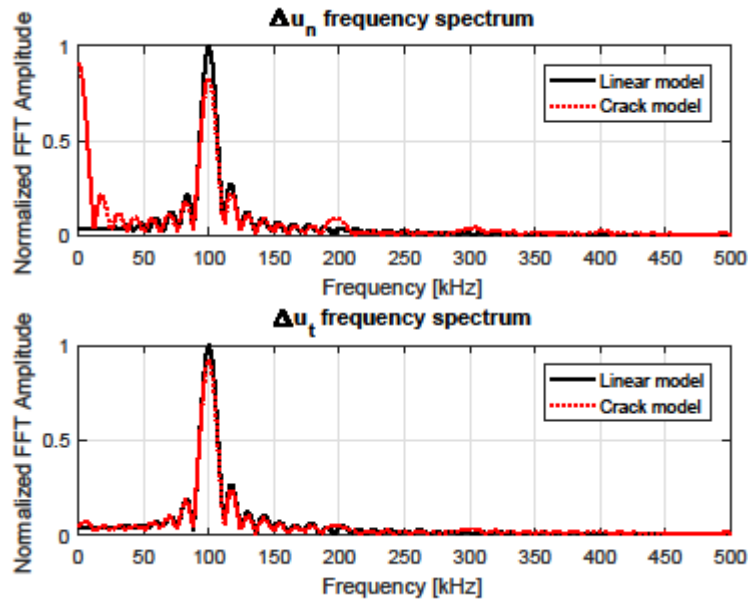 Δu_n frequency spectrum
Normalized FFT Amplitude
1
0.5
0
Linear model
Crack model
0 50 100 150 200 250 300 350 400 450 500
Frequency [kHz]
Δu_t frequency spectrum
Normalized FFT Amplitude
1
0.5
0
Linear model
Crack model
0 50 100 150 200 250 300 350 400 450 500
Frequency [kHz]